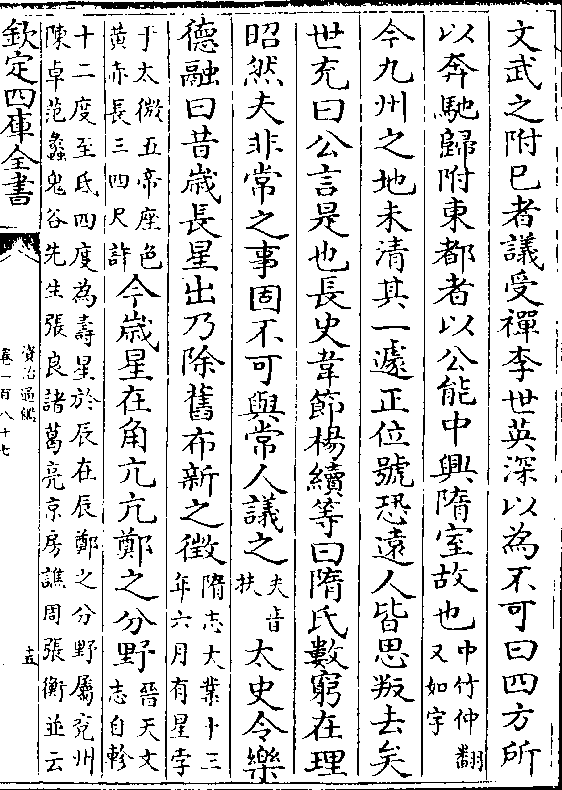 文武之附已者議受禪李世英深以為不可曰四方所
以奔馳歸附東都者以公能中興隋室故也中竹仲翻又如字
今九州之地未清其一遽正位號恐遠人皆思叛去矣
世充曰公言是也長史韋節楊續等曰隋氏數窮在理
昭然夫非常之事固不可與常人議之夫音扶太史令樂
德融曰昔歲長星出乃除舊布新之徵隋志大業十三年六月有星孛
于太微五帝座色黄赤長三四尺許今歲星在角亢亢鄭之分野晉天文志自軫
十二度至氐四度為壽星於辰在辰鄭之分野屬兖州
陳卓范蠡鬼谷先生張良諸葛亮京房譙周張衡並云
欽定四庫全書
資治通鑑
卷一百八十七
十五